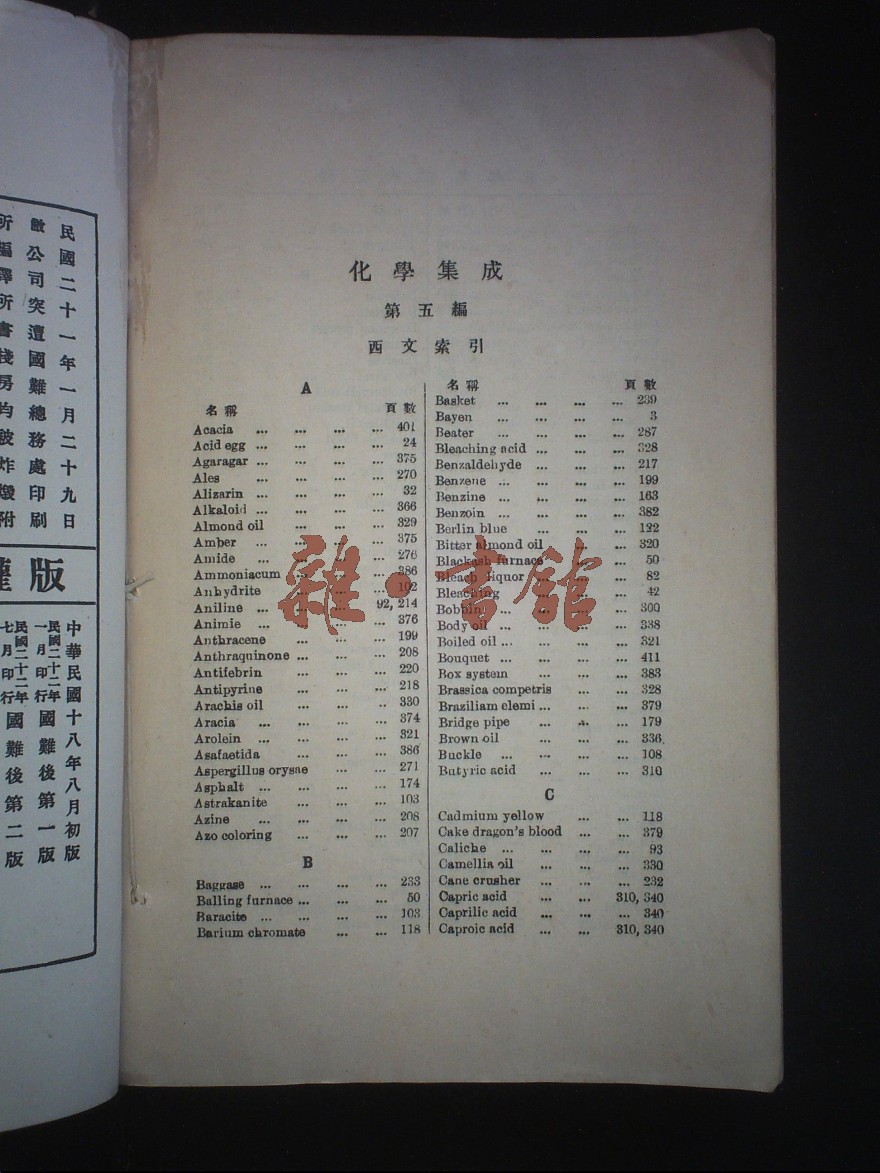 民國二十一年一月二十九日
敝公司突遭國難總務處印刷
所編譯所書棧房均被炸燬附
版
中華民國十八年八月初版
民國二十二年
一月印行
國難後第一版
民國二十二年
七月印行
國難後第二版
化學集成
第五編
西文索引
A
名稱 頁數
Acacia ... ... ... ... 401
Acid egg ... ... ... ... 24
Agaragar ... ... ... ... 375
Ales ... ... ... ... 270
Alizarin ... ... ... ... 32
Alkaloid ... ... ... ... 366
Almond oil ... ... ... 329
Amber ... ... ... ... 375
Amide ... ... ... ... 276
Ammoniacum ... ... ... 386
Anhydrite ... ... ... 102
Aniline ... ... ... 92, 214
Animie ... ... ... ... 376
Anthracene ... ... ... 199
Anthraquinone ... ... ... 208
Antifebrin ... ... ... 220
Antipyrine ... ... ... 218
Arachis oil ... ... .. 330
Aracia ... ... ... ... 374
Arolein ... ... ... ... 321
Asafaetida ... ... ... 386
Aspergillus orysae ... ... 271
Asphalt ... ... ... ... 174
Astrakanite ... ... ... 103
Azine ... ... ... ... 208
Azo coloring ... ... ... 207
B
Baggase ... ... ... ... 233
Balling furnace ... ... ... 50
Baracite ... ... ... ... 103
Barium chromate ... ... 118
名稱 頁數
Basket ... ... ... ... 239
Bayen ... ... ... ... 3
Beater ... ... ... ... 287
Bleaching acid ... ... ... 328
Benzaldehyde ... ... ... 217
Benzene ... ... ... ... 199
Benzine ... ... ... ... 163
Benzoin ... ... ... ... 382
Berlin blue ... ... ... 122
Bitter almond oil ... ... 320
Blackash furnace ... ... 50
Bleach liquor ... ... ... 82
Bleaching ... ... ... 42
Bobbin ... ... ... ... 300
Body oil ... ... ... ... 338
Boiled oil ... ... ... ... 321
Bouquet ... ... ... ... 411
Box system ... ... ... 383
Brassica competris ... ... 328
Braziliam elemi ... ... ... 379
Bridge pipe ... ... ... 179
Brown oil ... ... ... 336
Buckle ... ... ... ... 108
Butyric acid ... ... ... 310
C
Cadmium yellow ... ... 118
Cake dragon's blood ... ... 379
Caliche ... ... ... ... 93
Camellia oil ... ... ... 330
Cane crusher ... ... ... 232
Capric acid ... ... 310, 340
Caprilic acid ... ... ... 340
Caproic acid ... ... 310, 340
雜·書館